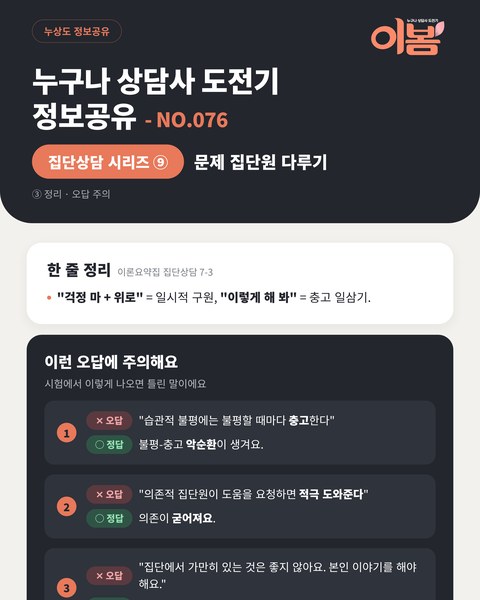 누상도 정보공유
누구나 상담사 도전기
이봄
누구나 상담사 도전기
정보공유 - NO.076
집단상담 시리즈 ⑨ 문제 집단원 다루기
③ 정리 · 오답 주의
한 줄 정리 이론요약집 집단상담 7-3
• "걱정 마 + 위로" = 일시적 구원, "이렇게 해 봐" = 충고 일삼기.
이런 오답에 주의해요
시험에서 이렇게 나오면 틀린 말이에요
1
× 오답 "습관적 불평에는 불평할 때마다 충고한다"
○ 정답 불평-충고 악순환이 생겨요.
2
× 오답 "의존적 집단원이 도움을 요청하면 적극 도와준다"
○ 정답 의존이 굳어져요.
3
× 오답 "집단에서 가만히 있는 것은 좋지 않아요. 본인 이야기를 해야
해요."